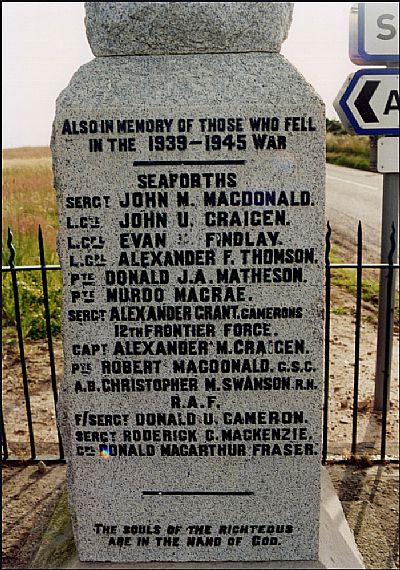 ALSO IN MEMORY OF THOSE WHO FELL
IN THE 1939-1945 WAR
SEAFORTHS
SERGT JOHN M. MACDONALD.
L.CPL JOHN U. CRAIGEN.
L.CPL EVAN FINDLAY.
L.CPL ALEXANDER F. THOMSON.
PTE DONALD J.A. MATHESON.
PTE MURDO MACRAE.
SERGT ALEXANDER GRANT. CAMERONS
12TH FRONTIER FORCE.
CAPT ALEXANDER M. CRAIGEN.
PTE ROBERT MACDONALD. G.S.C.
A.B. CHRISTOPHER M. SWANSON. R.N.
R.A.F.
F/SERGT DONALD U. CAMERON.
SERGT RODERICK C. MACKENZIE.
CPL DONALD MACARTHUR FRASER.
THE SOULS OF THE RIGHTEOUS
ARE IN THE HAND OF GOD.
S
A